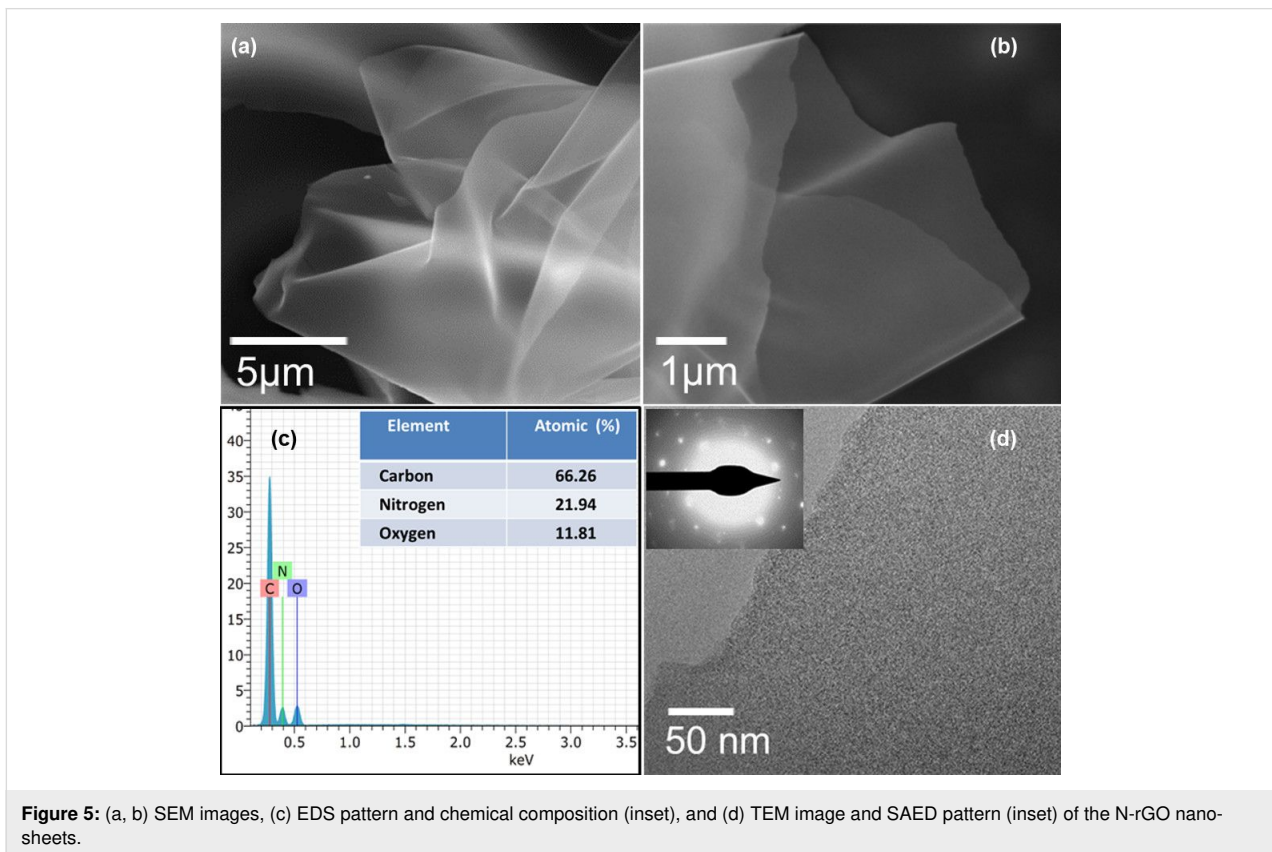 (a)
(b)
5µm
1µm
(c)
(d)
Element Atomic (%)
Carbon 66.26
Nitrogen 21.94
Oxygen 11.81
40
35
30
25
20
15
10
5
0
N
C O
0.5 1.0 1.5 2.0 2.5 3.0 3.5
keV
50 nm
Figure 5: (a, b) SEM images, (c) EDS pattern and chemical composition (inset), and (d) TEM image and SAED pattern (inset) of the N-rGO nano-
sheets.